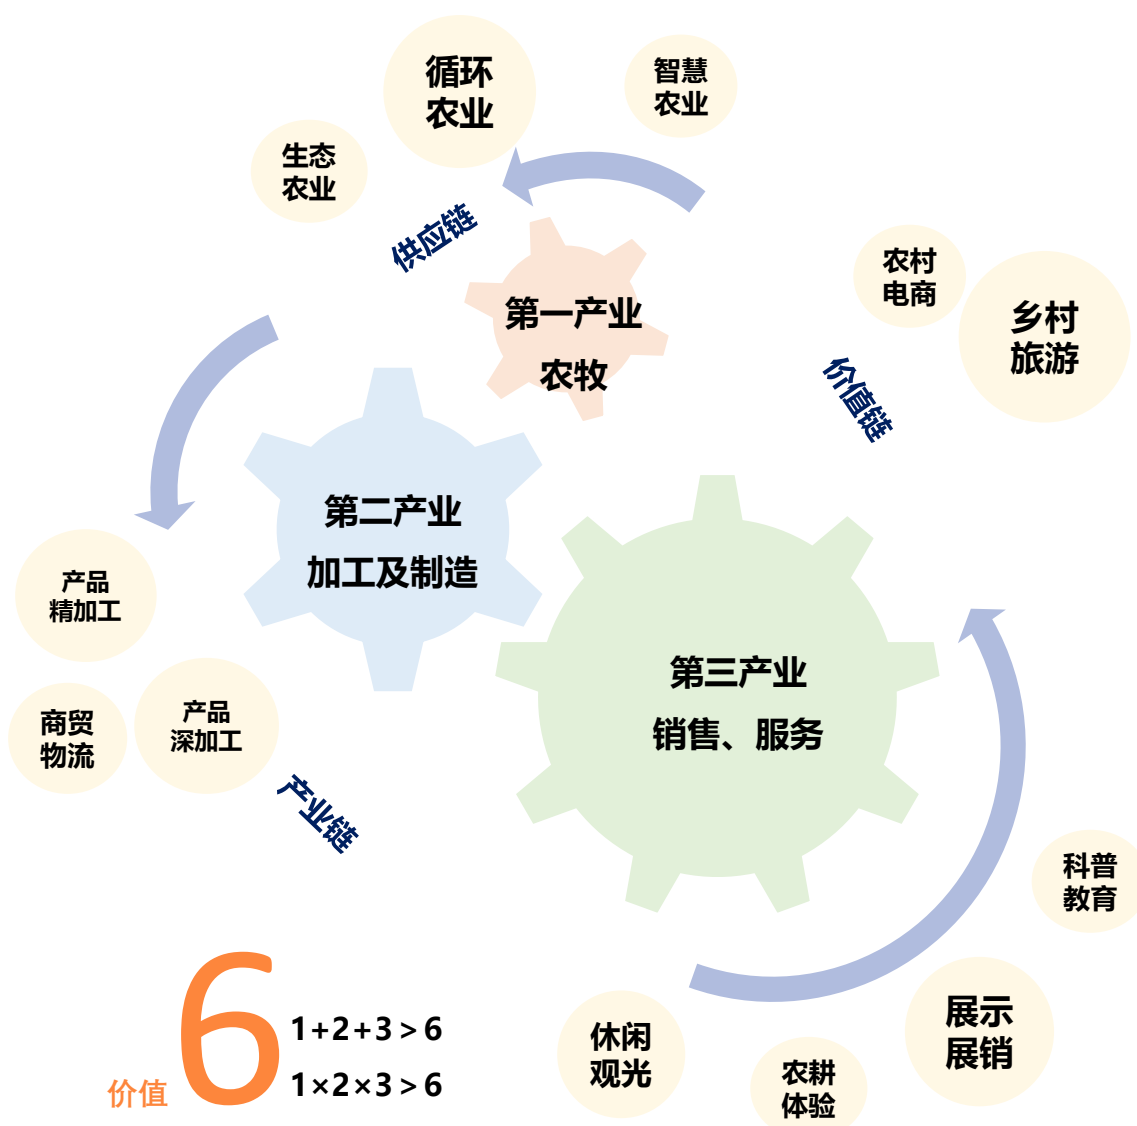 循环
农业
智慧
农业
生态
农业
供应链
农村
电商
乡村
旅游
价值链
第一产业
农牧
第二产业
加工及制造
第三产业
销售、服务
产品
精加工
商贸
物流
产品
深加工
产业链
科普
教育
展示
展销
休闲
观光
农耕
体验
价值
6
1+2+3>6
1×2×3>6